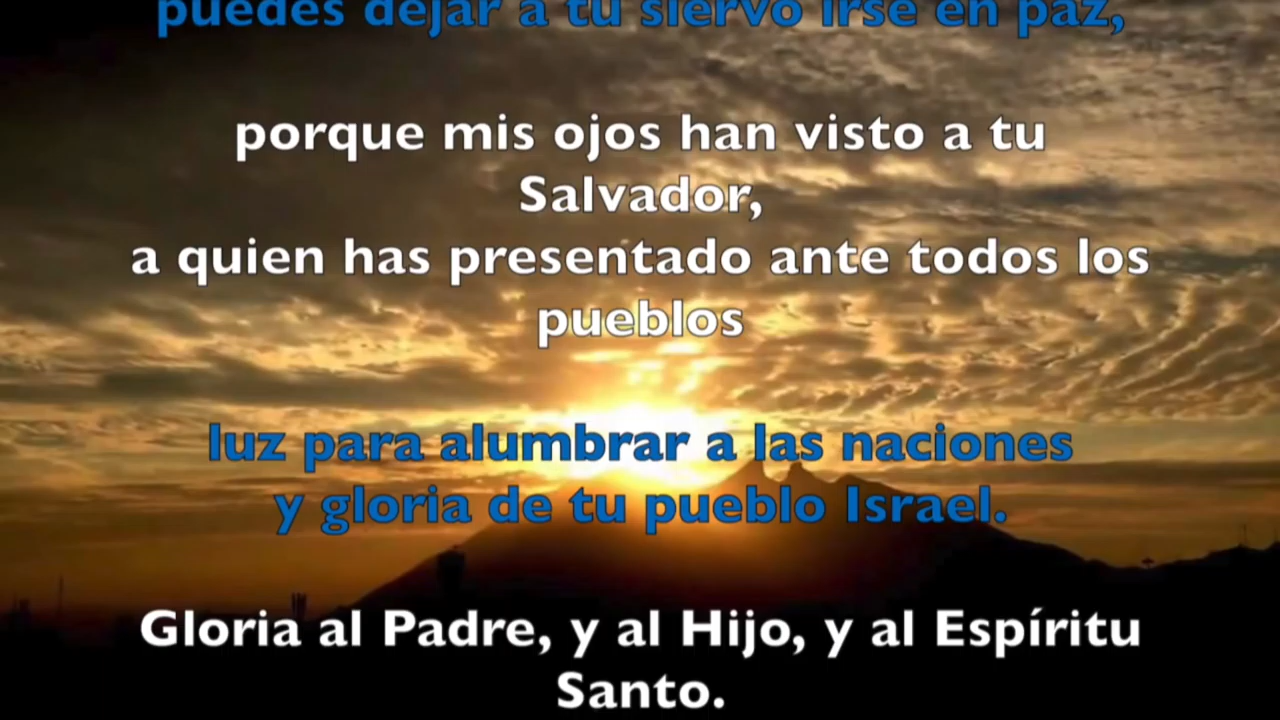 puedes dejar a tu siervo irse en paz,
porque mis ojos han visto a tu
Salvador,
a quien has presentado ante todos los
pueblos
luz para alumbrar a las naciones
y gloria de tu pueblo Israel.
Gloria al Padre, y al Hijo, y al Espíritu
Santo.